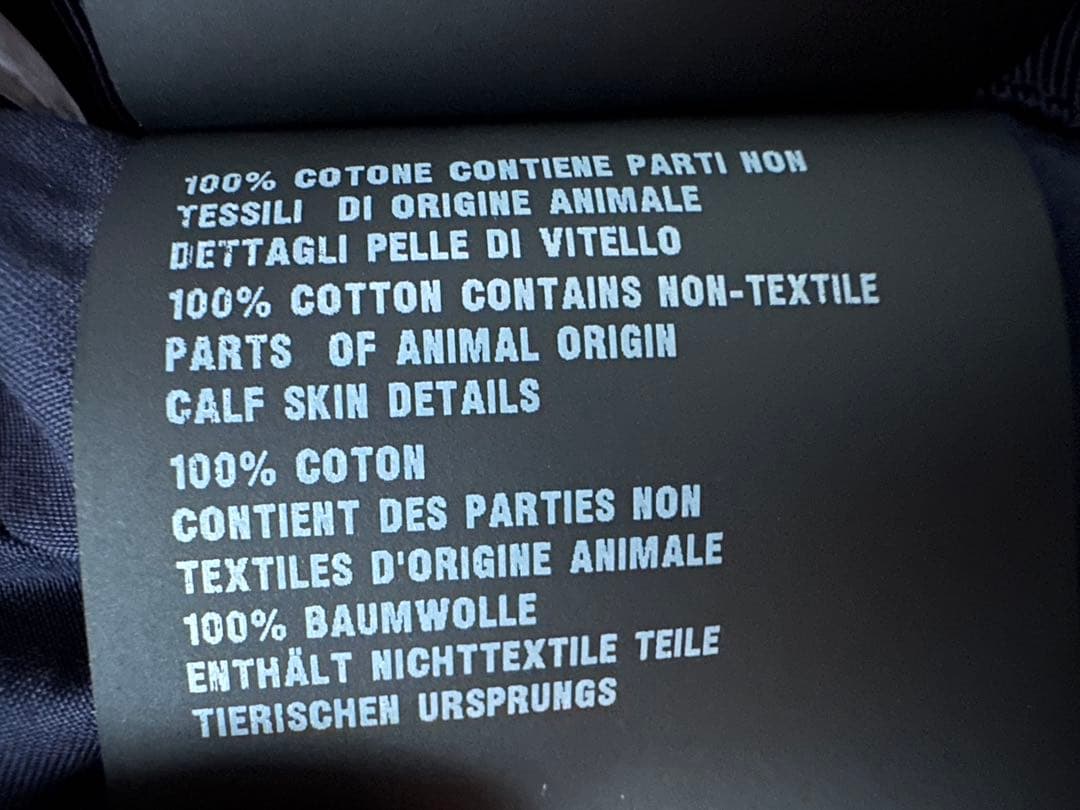 100% COTONE CONTIENE PARTI NON
TESSILI DI ORIGINE ANIMALE
DETTAGLI PELLE DI VITELLO
100% COTTON CONTAINS NON-TEXTILE
PARTS OF ANIMAL ORIGIN
CALF SKIN DETAILS
100% COTON
CONTIENT DES PARTIES NON
TEXTILES D'ORIGINE ANIMALE
100% BAUMWOLLE
ENTHÄLT NICHTTEXTILE TEILE
TIERISCHEN URSPRUNGS